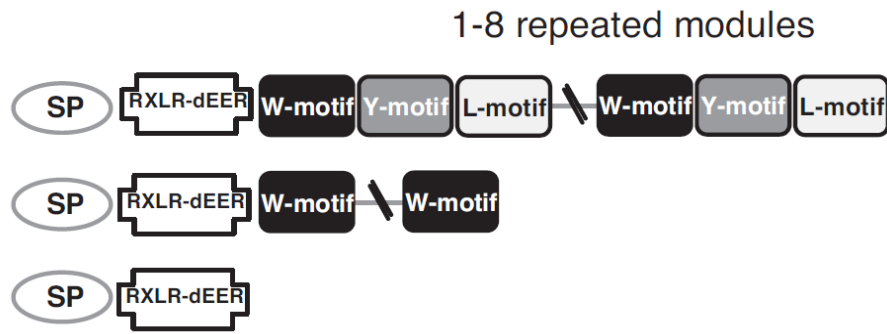 1-8 repeated modules
SP RXLR-dEER W-motif Y-motif L-motif W-motif Y-motif L-motif
SP RXLR-dEER W-motif W-motif
SP RXLR-dEER